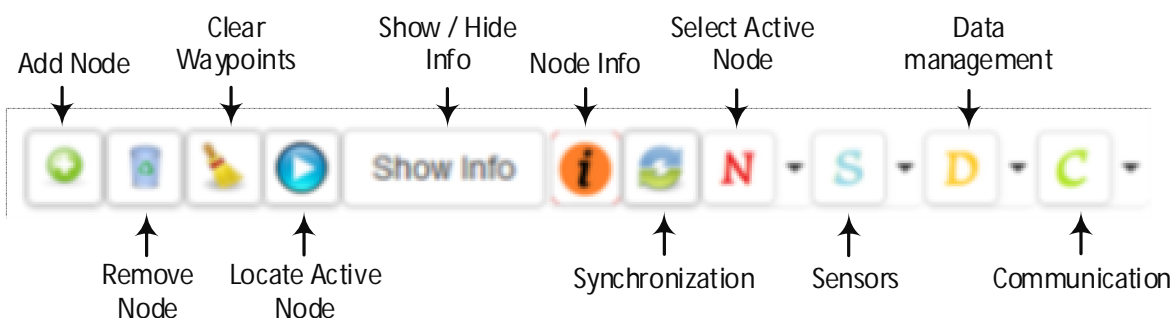 Clear
Waypoints
Show / Hide
Info
Select Active
Node
Data
management
Add Node
Node Info
Show Info
i
N
S
D
C
Remove
Node
Locate Active
Node
Synchronization
Sensors
Communication